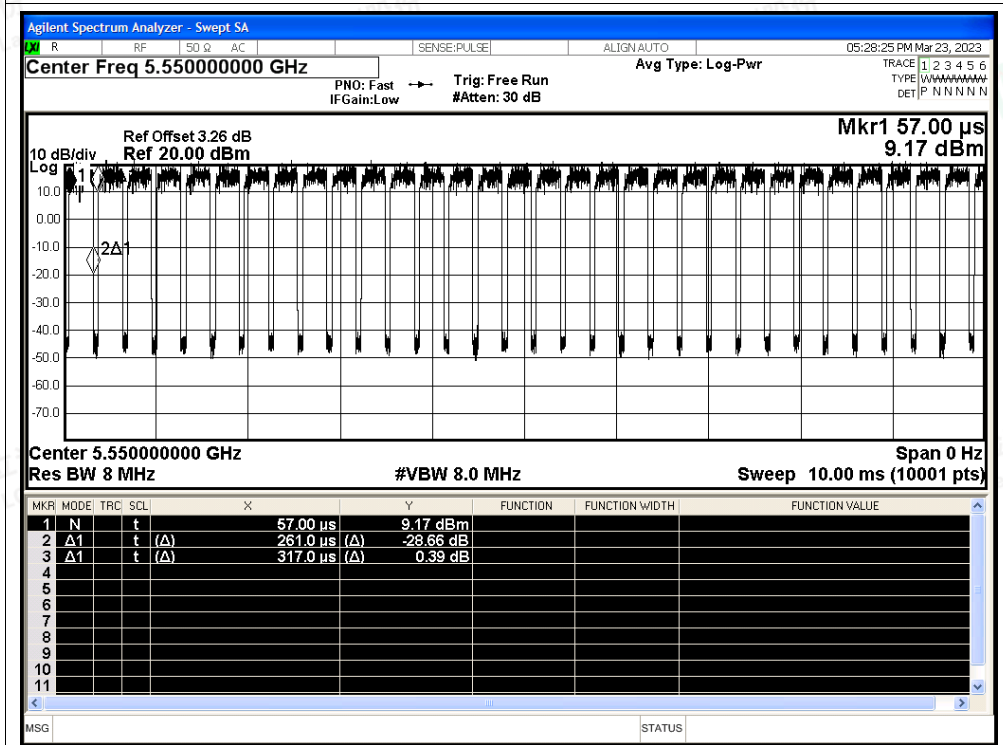 Agilent Spectrum Analyzer - Swept SA
LXI R RF 50 Ω AC SENSE:PULSE ALIGN AUTO 05:28:25 PM Mar 23, 2023
Center Freq 5.550000000 GHz Avg Type: Log-Pwr TRACE 1 2 3 4 5 6
PNO: Fast Trig: Free Run TYPE WWWWWW
IFGain:Low #Atten: 30 dB DET P N N N N N
Mkr1 57.00 µs
Ref Offset 3.26 dB
10 dB/div Ref 20.00 dBm 9.17 dBm
Log
1
10.0
0.00
-10.0 2Δ1
-20.0
-30.0
-40.0
-50.0
-60.0
-70.0
Center 5.550000000 GHz Span 0 Hz
Res BW 8 MHz #VBW 8.0 MHz Sweep 10.00 ms (10001 pts)
MKR MODE TRC SCL X Y FUNCTION FUNCTION WIDTH FUNCTION VALUE
1 N t 57.00 µs 9.17 dBm
2 Δ1 t (Δ) 261.0 µs (Δ) -28.66 dB
3 Δ1 t (Δ) 317.0 µs (Δ) 0.39 dB
4
5
6
7
8
9
10
11
MSG STATUS